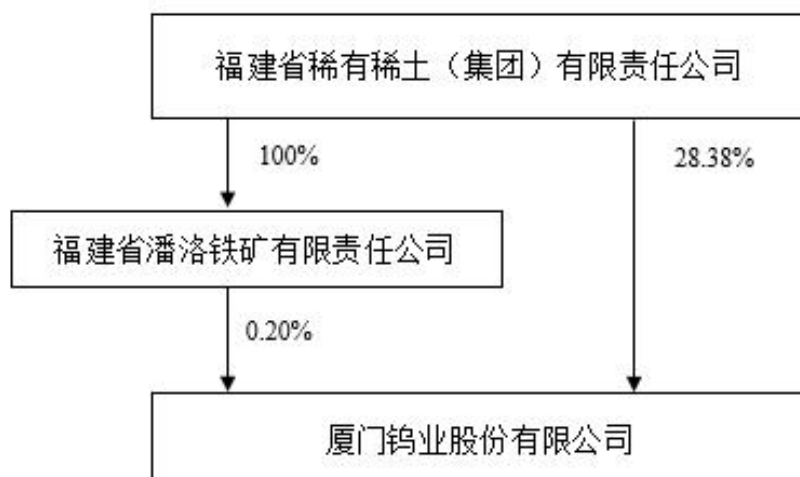 福建省稀有稀土（集团）有限责任公司
100%
28.38%
福建省潘洛铁矿有限责任公司
0.20%
厦门钨业股份有限公司